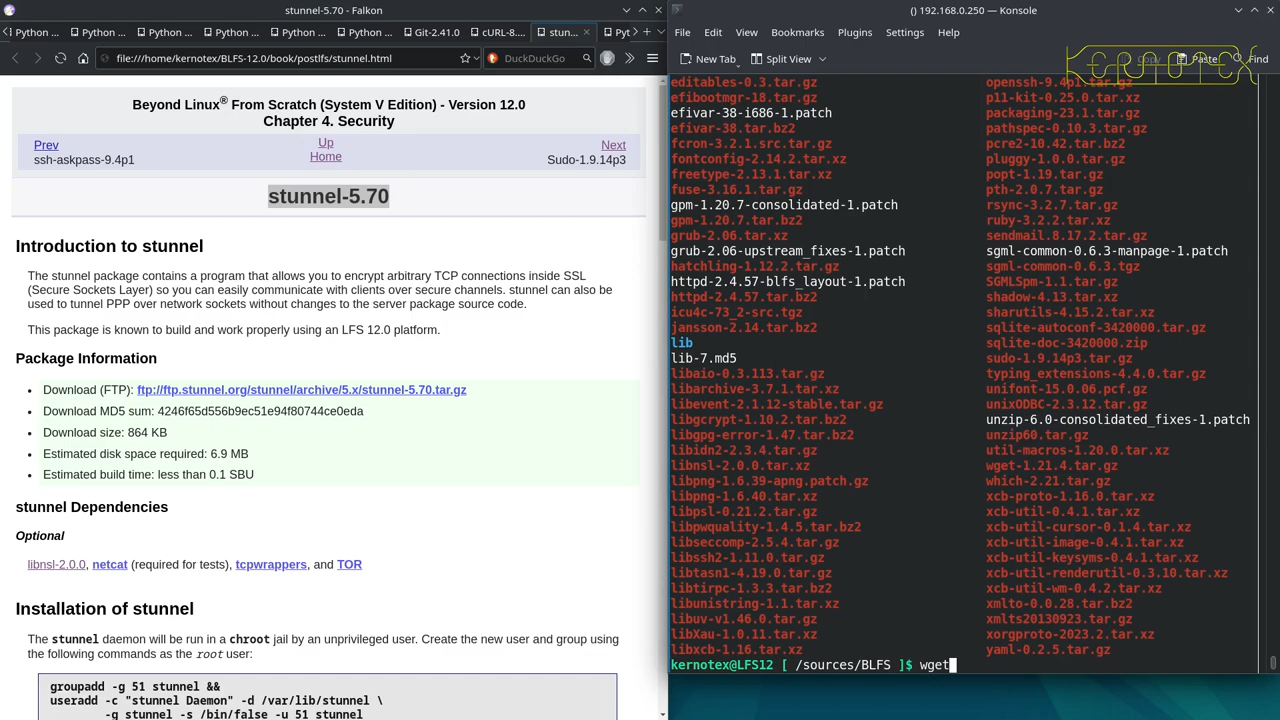 stunnel-5.70 — Falkon
Python ... Python ... Python ... Python ... Python ... Python ... Git-2.41.0 cURL-8.... stun... Pyt
file:///home/kernotex/BLFS-12.0/book/postlfs/stunnel.html
DuckDuckGo
Beyond Linux® From Scratch (System V Edition) - Version 12.0
Chapter 4. Security
Prev Up Next
ssh-askpass-9.4p1 Home Sudo-1.9.14p3
stunnel-5.70
Introduction to stunnel
The stunnel package contains a program that allows you to encrypt arbitrary TCP connections inside SSL
(Secure Sockets Layer) so you can easily communicate with clients over secure channels. stunnel can also be
used to tunnel PPP over network sockets without changes to the server package source code.
This package is known to build and work properly using an LFS 12.0 platform.
Package Information
• Download (FTP): ftp://ftp.stunnel.org/stunnel/archive/5.x/stunnel-5.70.tar.gz
• Download MD5 sum: 4246f65d556b9ec51e94f80744ce0eda
• Download size: 864 KB
• Estimated disk space required: 6.9 MB
• Estimated build time: less than 0.1 SBU
stunnel Dependencies
Optional
libnsl-2.0.0, netcat (required for tests), tcpwrappers, and TOR
Installation of stunnel
The stunnel daemon will be run in a chroot jail by an unprivileged user. Create the new user and group using
the following commands as the root user:
groupadd -g 51 stunnel &&
useradd -c "stunnel Daemon" -d /var/lib/stunnel \
-g stunnel -s /bin/false -u 51 stunnel
() 192.168.0.250 — Konsole
File Edit View Bookmarks Plugins Settings Help
New Tab Split View Copy Paste Find
KERNOTEX
editables-0.3.tar.gz openssh-9.4p1.tar.gz
efibootmgr-18.tar.gz p11-kit-0.25.0.tar.xz
efivar-38-i686-1.patch packaging-23.1.tar.gz
efivar-38.tar.bz2 pathspec-0.10.3.tar.gz
fcron-3.2.1.src.tar.gz pcre2-10.42.tar.bz2
fontconfig-2.14.2.tar.xz pluggy-1.0.0.tar.gz
freetype-2.13.1.tar.xz popt-1.19.tar.gz
fuse-3.16.1.tar.gz pth-2.0.7.tar.gz
gpm-1.20.7-consolidated-1.patch rsync-3.2.7.tar.gz
gpm-1.20.7.tar.bz2 ruby-3.2.2.tar.xz
grub-2.06.tar.xz sendmail.8.17.2.tar.gz
grub-2.06-upstream_fixes-1.patch sgml-common-0.6.3-manpage-1.patch
hatchling-1.12.2.tar.gz sgml-common-0.6.3.tgz
httpd-2.4.57-blfs_layout-1.patch SGMLSpm-1.1.tar.gz
httpd-2.4.57.tar.bz2 shadow-4.13.tar.xz
icu4c-73_2-src.tgz sharutils-4.15.2.tar.xz
jansson-2.14.tar.bz2 sqlite-autoconf-3420000.tar.gz
lib sqlite-doc-3420000.zip
lib-7.md5 sudo-1.9.14p3.tar.gz
libaio-0.3.113.tar.gz typing_extensions-4.4.0.tar.gz
libarchive-3.7.1.tar.xz unifont-15.0.06.pcf.gz
libevent-2.1.12-stable.tar.gz unixODBC-2.3.12.tar.gz
libgcrypt-1.10.2.tar.bz2 unzip-6.0-consolidated_fixes-1.patch
libgpg-error-1.47.tar.bz2 unzip60.tar.gz
libidn2-2.3.4.tar.gz util-macros-1.20.0.tar.xz
libnsl-2.0.0.tar.xz wget-1.21.4.tar.gz
libpng-1.6.39-apng.patch.gz which-2.21.tar.gz
libpng-1.6.40.tar.xz xcb-proto-1.16.0.tar.xz
libpsl-0.21.2.tar.gz xcb-util-0.4.1.tar.xz
libpwquality-1.4.5.tar.bz2 xcb-util-cursor-0.1.4.tar.xz
libseccomp-2.5.4.tar.gz xcb-util-image-0.4.1.tar.xz
libssh2-1.11.0.tar.gz xcb-util-keysyms-0.4.1.tar.xz
libtasn1-4.19.0.tar.gz xcb-util-renderutil-0.3.10.tar.xz
libtirpc-1.3.3.tar.bz2 xcb-util-wm-0.4.2.tar.xz
libunistring-1.1.tar.xz xmlto-0.0.28.tar.bz2
libuv-v1.46.0.tar.gz xmlts20130923.tar.gz
libXau-1.0.11.tar.xz xorgproto-2023.2.tar.xz
libxcb-1.16.tar.xz yaml-0.2.5.tar.gz
kernotex@LFS12 [ /sources/BLFS ]$ wget